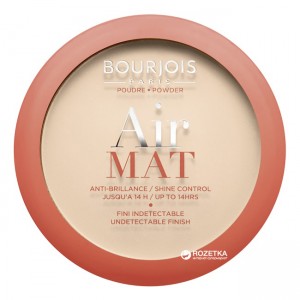 BOURJOIS
PARIS
POUDRE • POWDER
Air
MAT
ANTI-BRILLANCE / SHINE CONTROL
JUSQU'A 14 H / UP TO 14HRS
FINI INDETECTABLE
UNDETECTABLE FINISH
ROZETKA